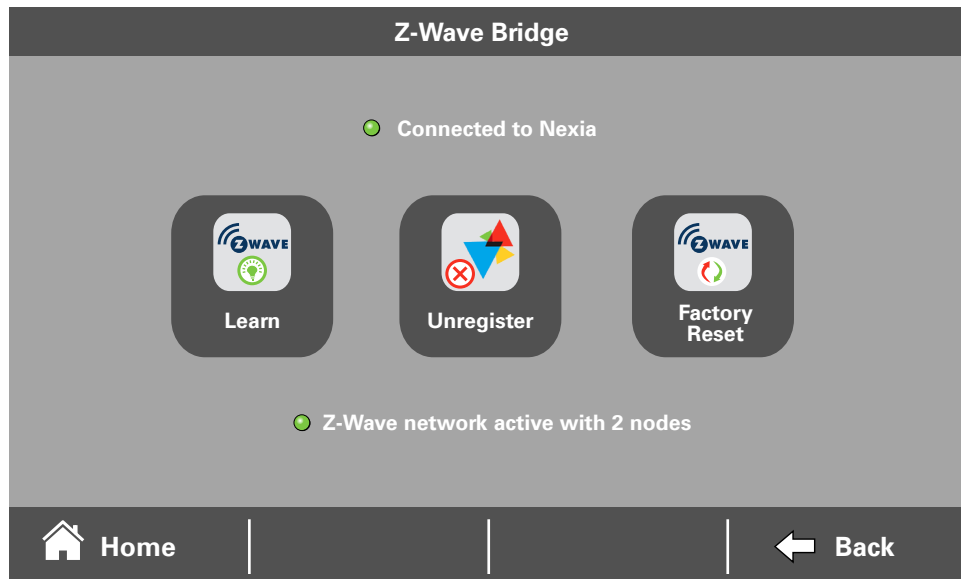 Z-Wave Bridge
Connected to Nexia
Z WAVE
Learn
Unregister
Z WAVE
Factory
Reset
Z-Wave network active with 2 nodes
Home
Back